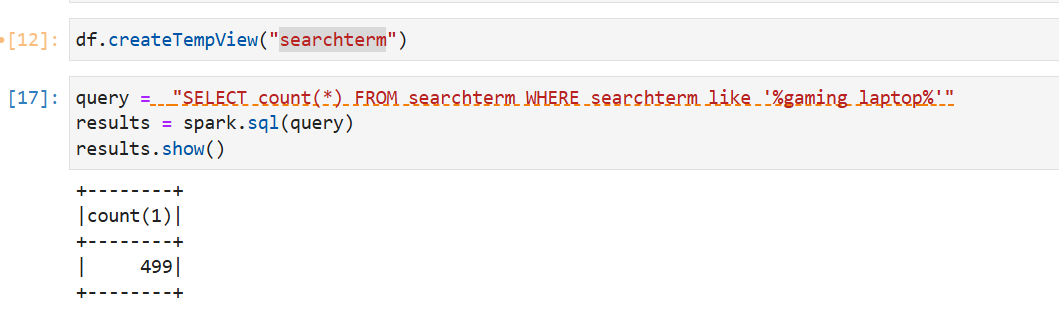 [12]: df.createTempView("searchterm")
[17]: query =  "SELECT count(*) FROM searchterm WHERE searchterm like '%gaming laptop%'"
results = spark.sql(query)
results.show()
+--------+
|count(1)|
+--------+
|     499|
+--------+